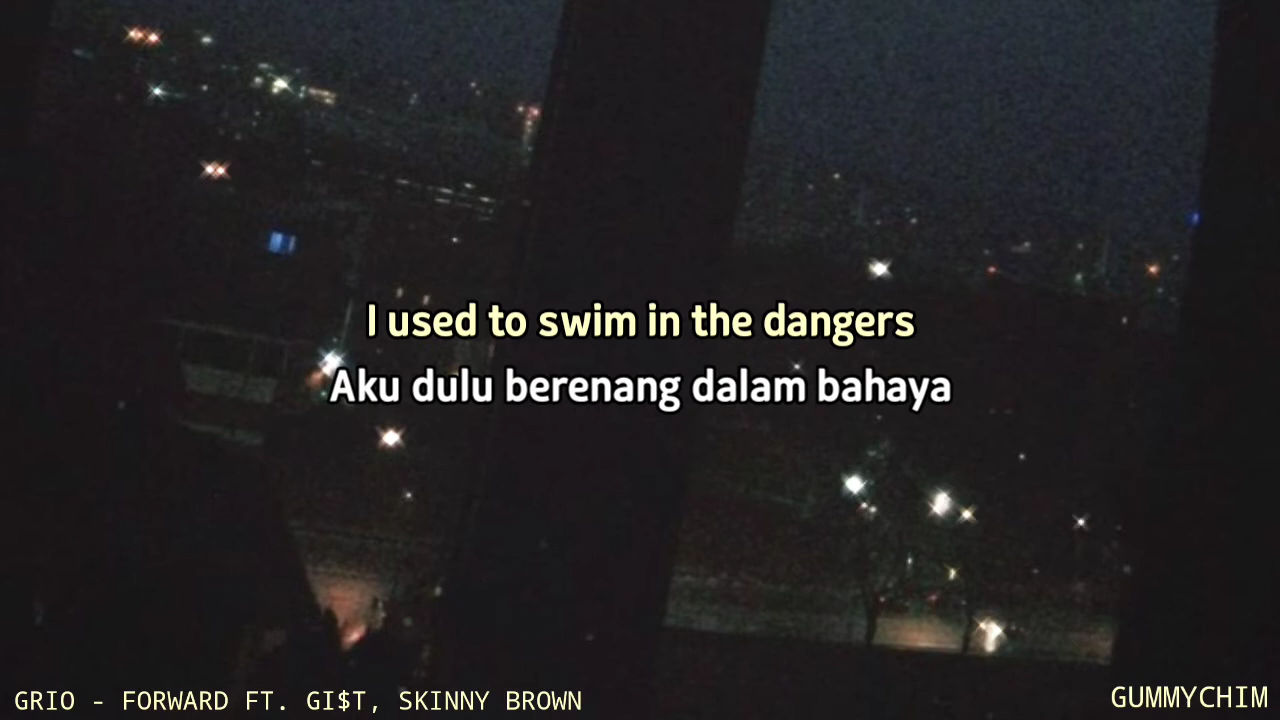 I used to swim in the dangers
Aku dulu berenang dalam bahaya
GRIO - FORWARD FT. GI$T, SKINNY BROWN
GUMMYCHIM